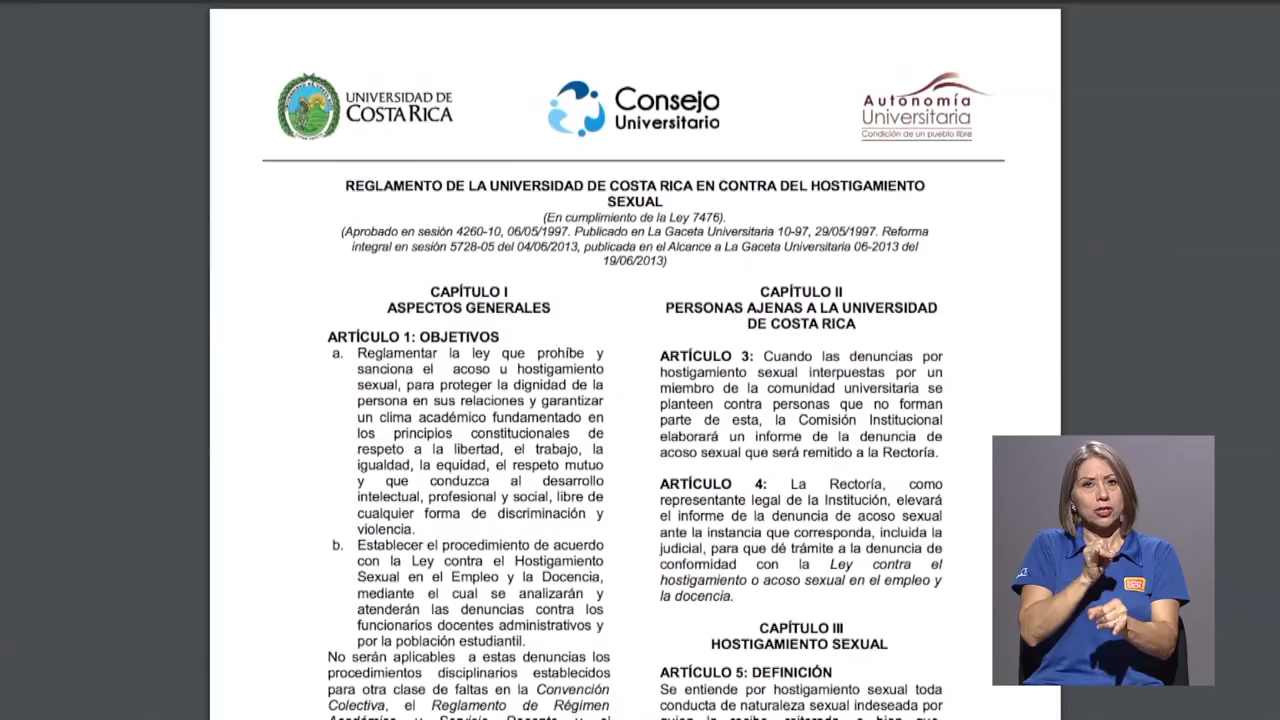 UNIVERSIDAD DE
COSTA RICA
Consejo
Universitario
Autonomía
Universitaria
Condición de un pueblo libre
REGLAMENTO DE LA UNIVERSIDAD DE COSTA RICA EN CONTRA DEL HOSTIGAMIENTO
SEXUAL
(En cumplimiento de la Ley 7476).
(Aprobado en sesión 4260-10, 06/05/1997. Publicado en La Gaceta Universitaria 10-97, 29/05/1997. Reforma
integral en sesión 5728-05 del 04/06/2013, publicada en el Alcance a La Gaceta Universitaria 06-2013 del
19/06/2013)
CAPÍTULO I
ASPECTOS GENERALES
ARTÍCULO 1: OBJETIVOS
a. Reglamentar la ley que prohíbe y
sanciona el acoso u hostigamiento
sexual, para proteger la dignidad de la
persona en sus relaciones y garantizar
un clima académico fundamentado en
los principios constitucionales de
respeto a la libertad, el trabajo, la
igualdad, la equidad, el respeto mutuo
y que conduzca al desarrollo
intelectual, profesional y social, libre de
cualquier forma de discriminación y
violencia.
b. Establecer el procedimiento de acuerdo
con la Ley contra el Hostigamiento
Sexual en el Empleo y la Docencia,
mediante el cual se analizarán y
atenderán las denuncias contra los
funcionarios docentes administrativos y
por la población estudiantil.
No serán aplicables a estas denuncias los
procedimientos disciplinarios establecidos
para otra clase de faltas en la Convención
Colectiva, el Reglamento de Régimen
Académico y Servicio Docente y el
CAPÍTULO II
PERSONAS AJENAS A LA UNIVERSIDAD
DE COSTA RICA
ARTÍCULO 3: Cuando las denuncias por
hostigamiento sexual interpuestas por un
miembro de la comunidad universitaria se
planteen contra personas que no forman
parte de esta, la Comisión Institucional
elaborará un informe de la denuncia de
acoso sexual que será remitido a la Rectoría.
ARTÍCULO 4: La Rectoría, como
representante legal de la Institución, elevará
el informe de la denuncia de acoso sexual
ante la instancia que corresponda, incluida la
judicial, para que dé trámite a la denuncia de
conformidad con la Ley contra el
hostigamiento o acoso sexual en el empleo y
la docencia.
CAPÍTULO III
HOSTIGAMIENTO SEXUAL
ARTÍCULO 5: DEFINICIÓN
Se entiende por hostigamiento sexual toda
conducta de naturaleza sexual indeseada por
quien la recibe, reiterada, o bien que,